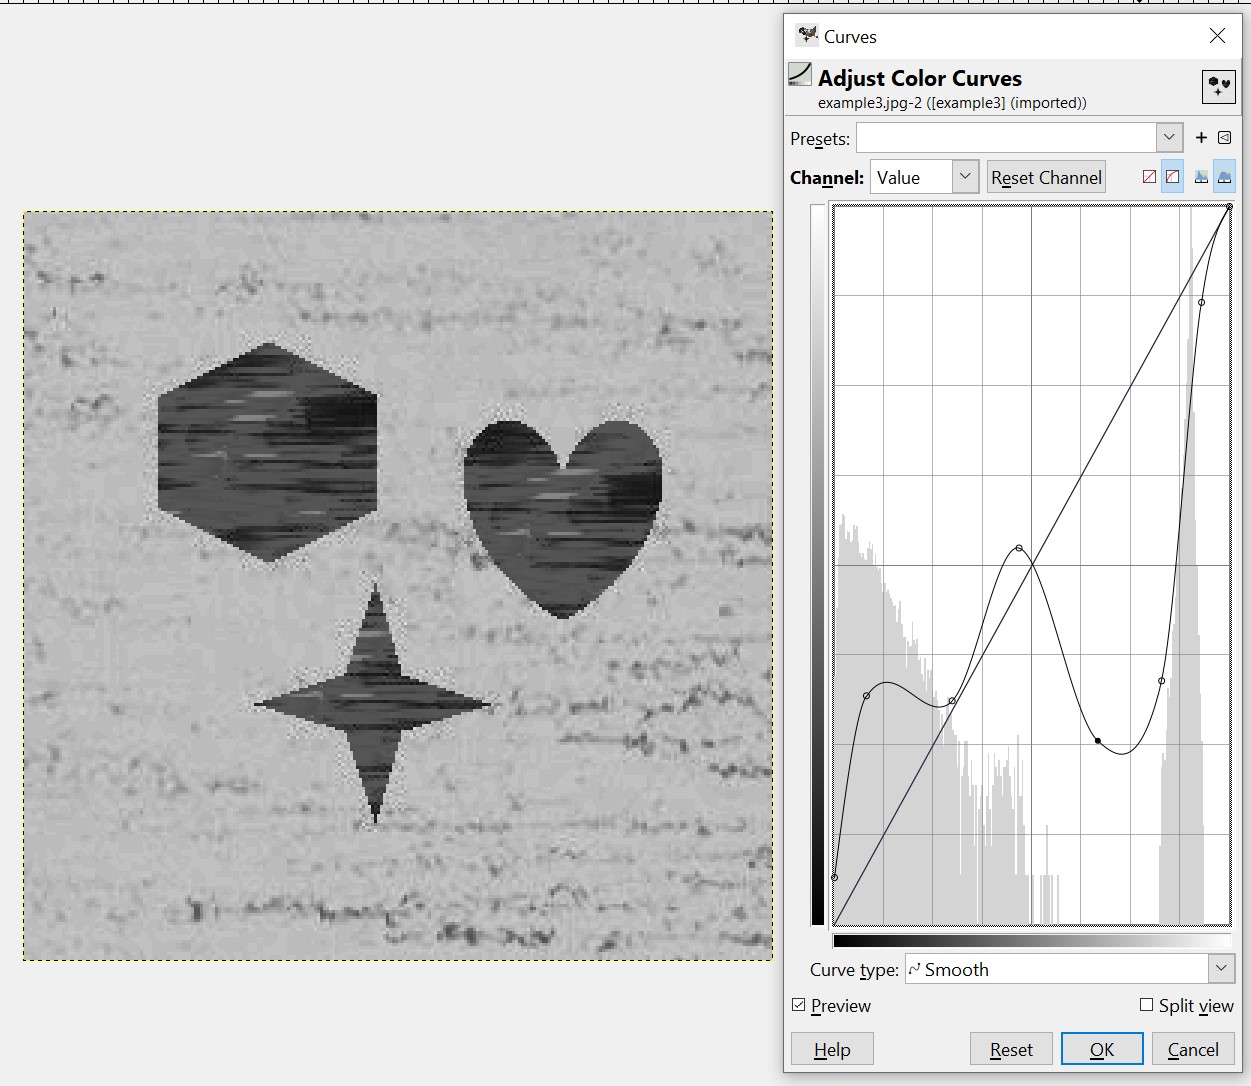 Curves
Adjust Color Curves
example3.jpg-2 ([example3] (imported))
Presets:
Channel: Value Reset Channel
Curve type: Smooth
Preview Split view
Help Reset OK Cancel